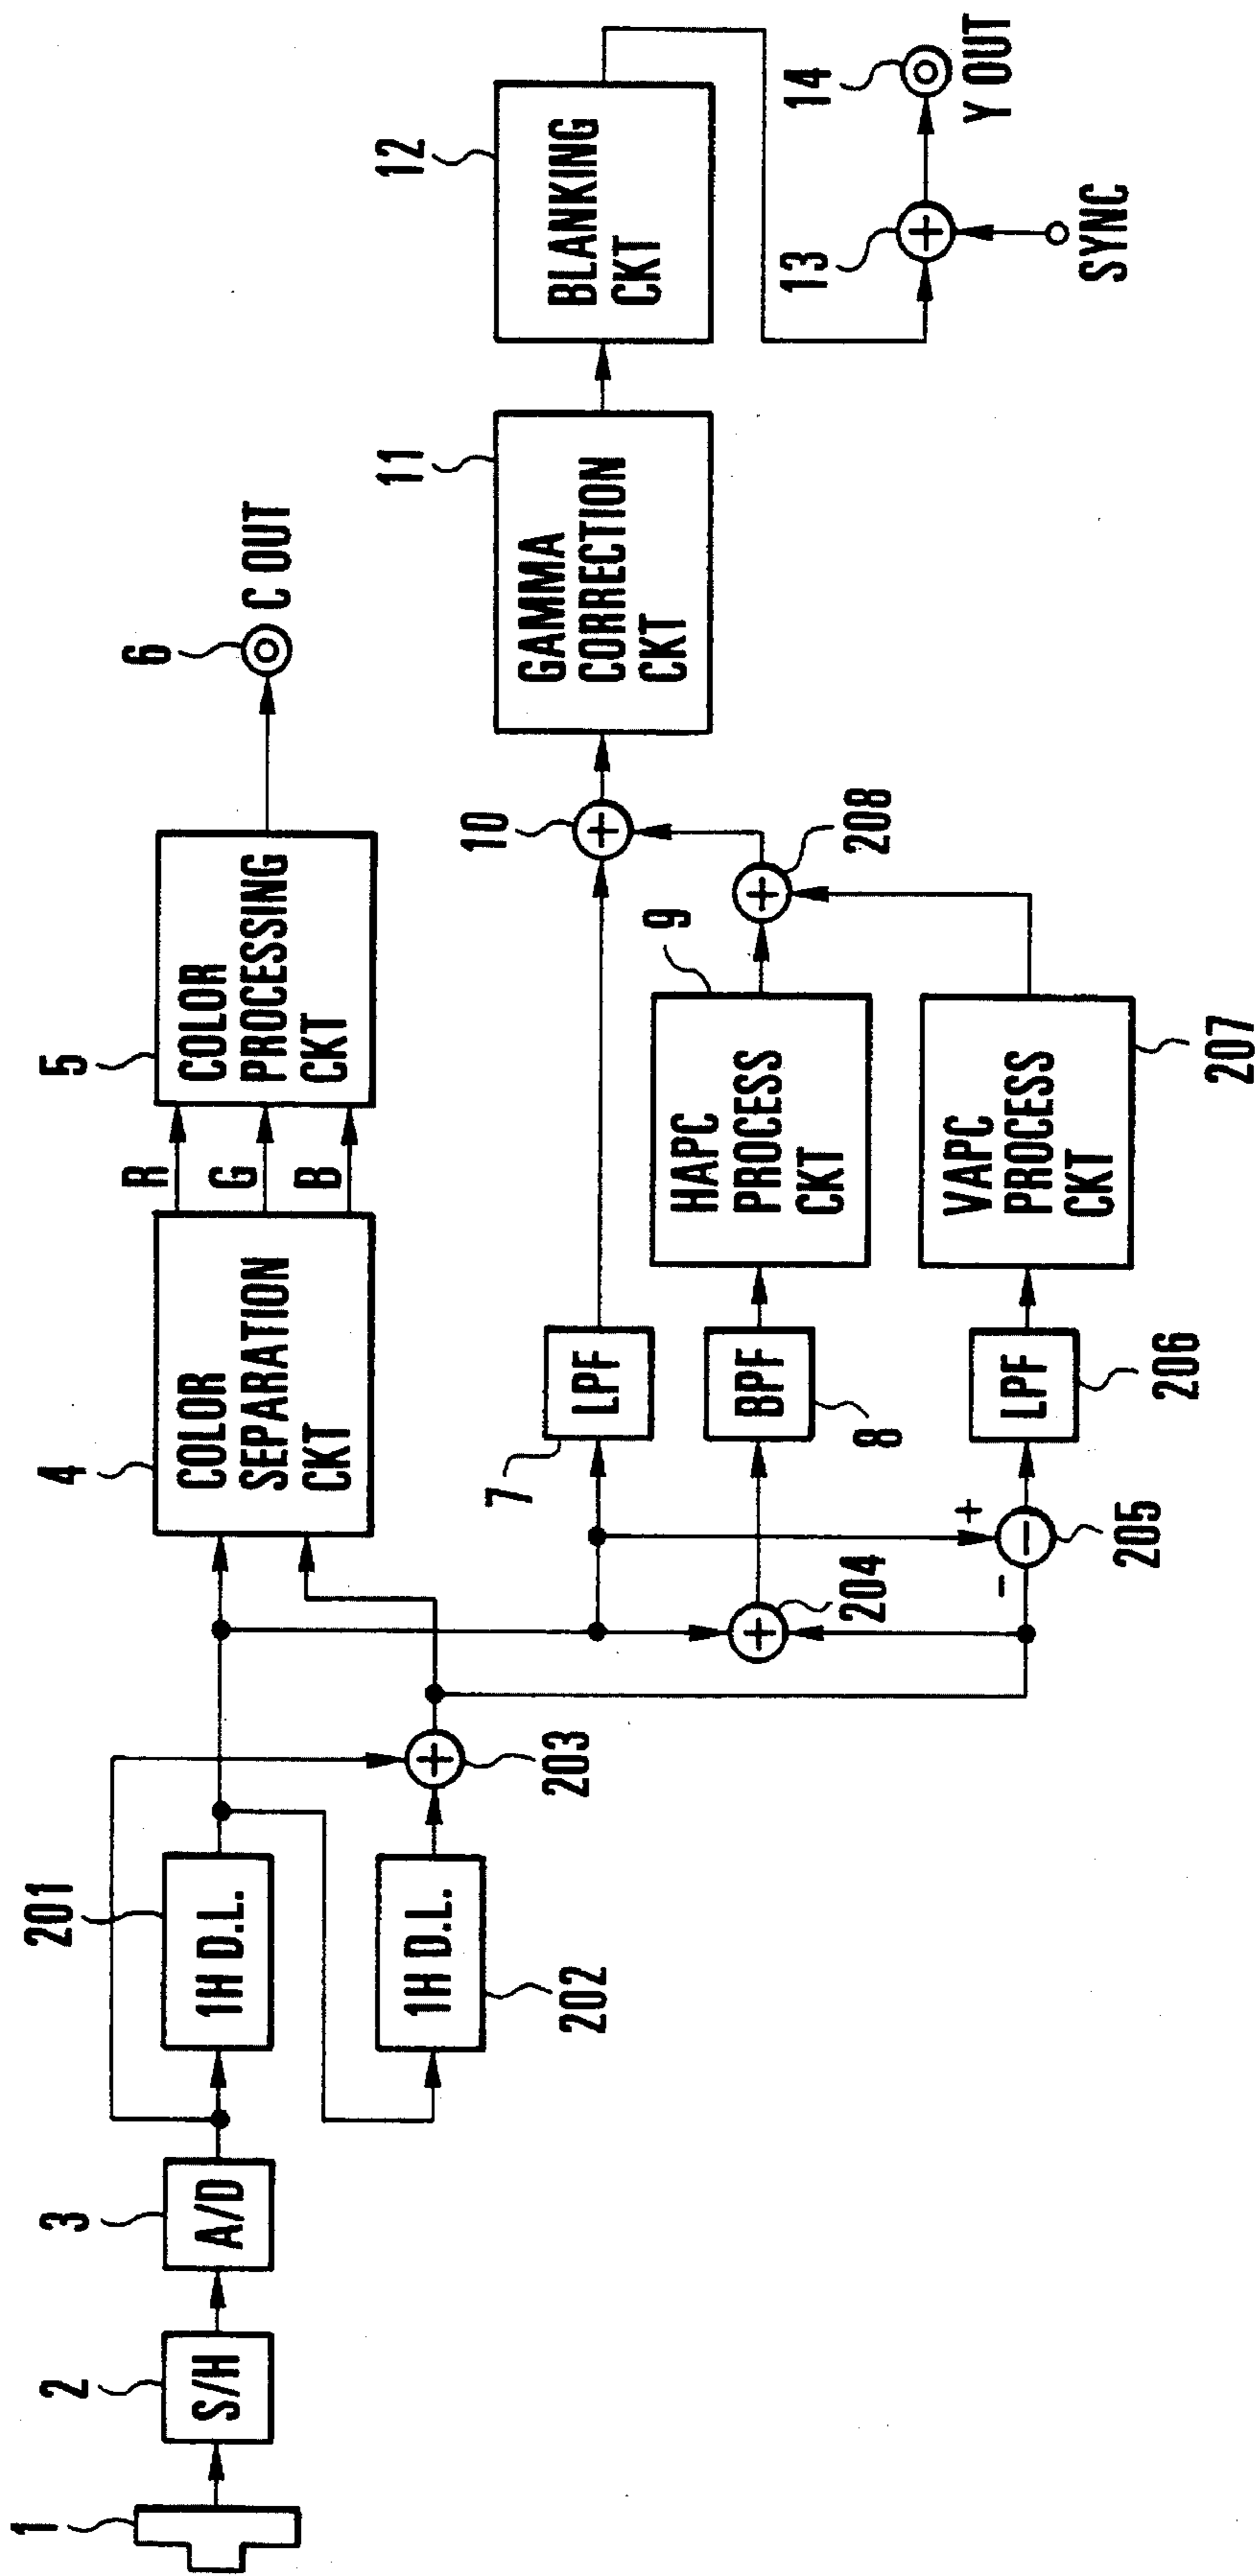 1
2
S/H
3
A/D
201
1H D.L.
1H D.L.
202
203
4
COLOR
SEPARATION
CKT
R
G
B
5
COLOR
PROCESSING
CKT
6
C OUT
204
205
+
−
7
LPF
BPF
8
LPF
206
9
HAPC
PROCESS
CKT
VAPC
PROCESS
CKT
207
208
10
11
GAMMA
CORRECTION
CKT
12
BLANKING
CKT
13
SYNC
14
Y OUT